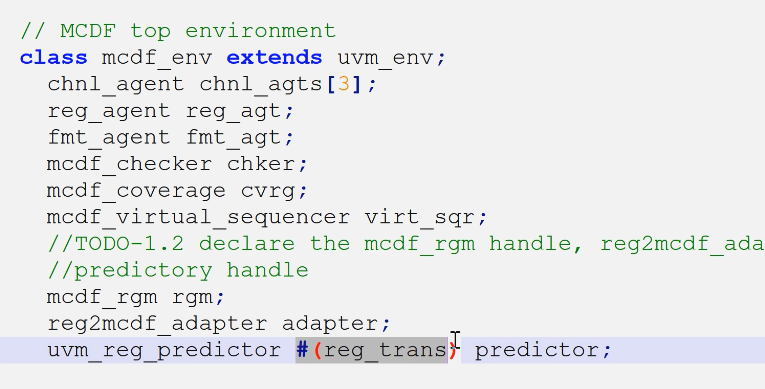 // MCDF top environment
class mcdf_env extends uvm_env;
chnl_agent chnl_agts[3];
reg_agent reg_agt;
fmt_agent fmt_agt;
mcdf_checker chker;
mcdf_coverage cvrg;
mcdf_virtual_sequencer virt_sqr;
//TODO-1.2 declare the mcdf_rgm handle, reg2mcdf_ada
//predictory handle
mcdf_rgm rgm;
reg2mcdf_adapter adapter;
uvm_reg_predictor #(reg_trans) predictor;